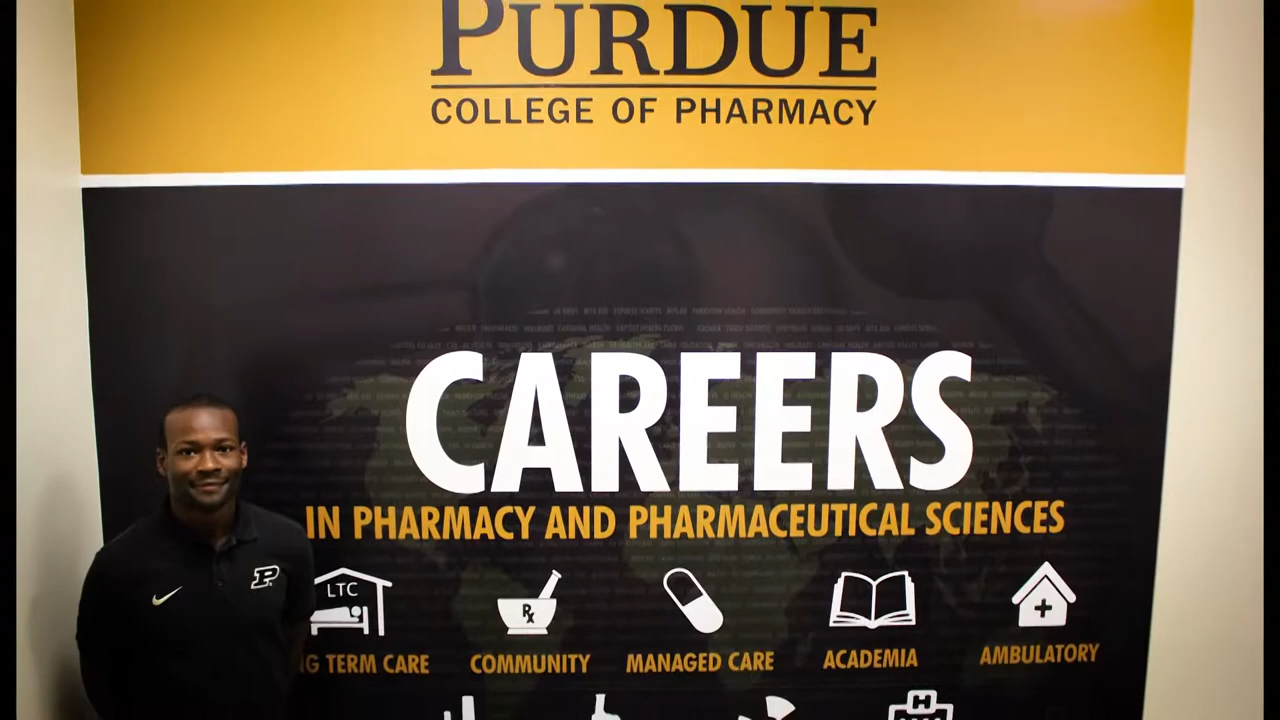 PURDUE
COLLEGE OF PHARMACY
CAREERS
IN PHARMACY AND PHARMACEUTICAL SCIENCES
LTC
Rx
G TERM CARE
COMMUNITY
MANAGED CARE
ACADEMIA
AMBULATORY
P
H